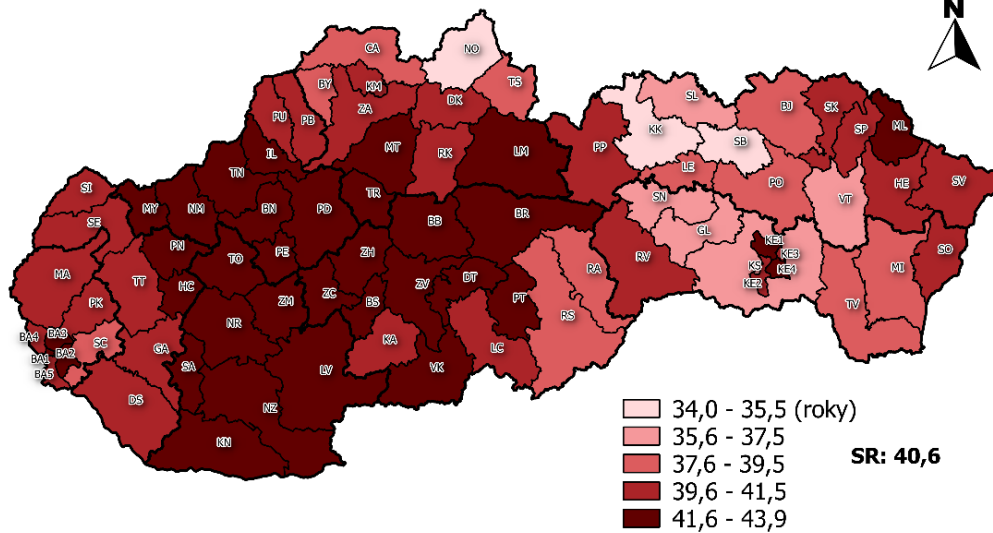 N
CA
NO
BY
KM
TS
PU
PB
ZA
DK
SL
BJ
SK
SP
ML
KK
SB
IL
MT
RK
LM
PP
LE
PO
HE
SV
TN
SI
MY
NM
BN
PD
TR
VT
SE
BB
BR
SN
PN
PE
ZH
GL
KE1
SO
MA
TT
TO
KS
KE3
KE4
KE2
RV
MI
HC
ZM
ZC
BS
ZV
DT
PT
RA
PK
NR
RS
TV
BA4
BA3
SC
BA2
BA1
BA5
GA
KA
LC
SA
LV
VK
DS
NZ
KN
34,0 - 35,5 (roky)
35,6 - 37,5
37,6 - 39,5
39,6 - 41,5
41,6 - 43,9
SR: 40,6